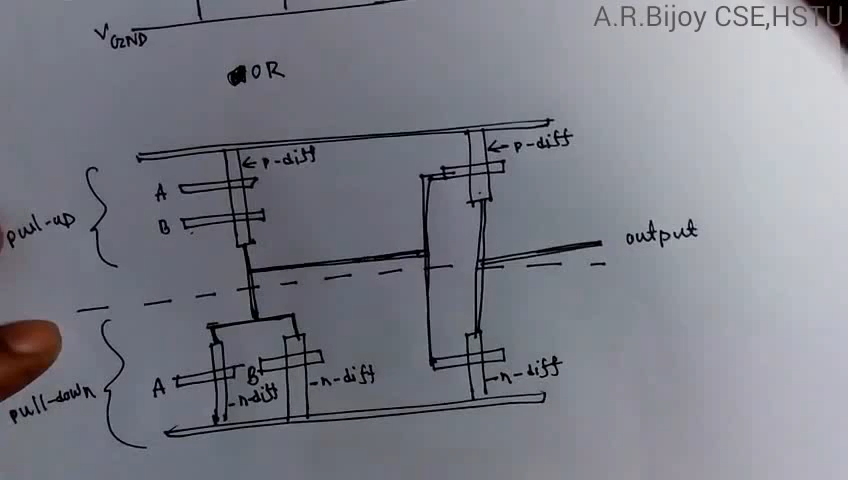 A.R.Bijoy CSE,HSTU
VGND
OR
p-diff
p-diff
A
B
pull-up
output
A
B
n-diff
n-diff
n-diff
pull-down